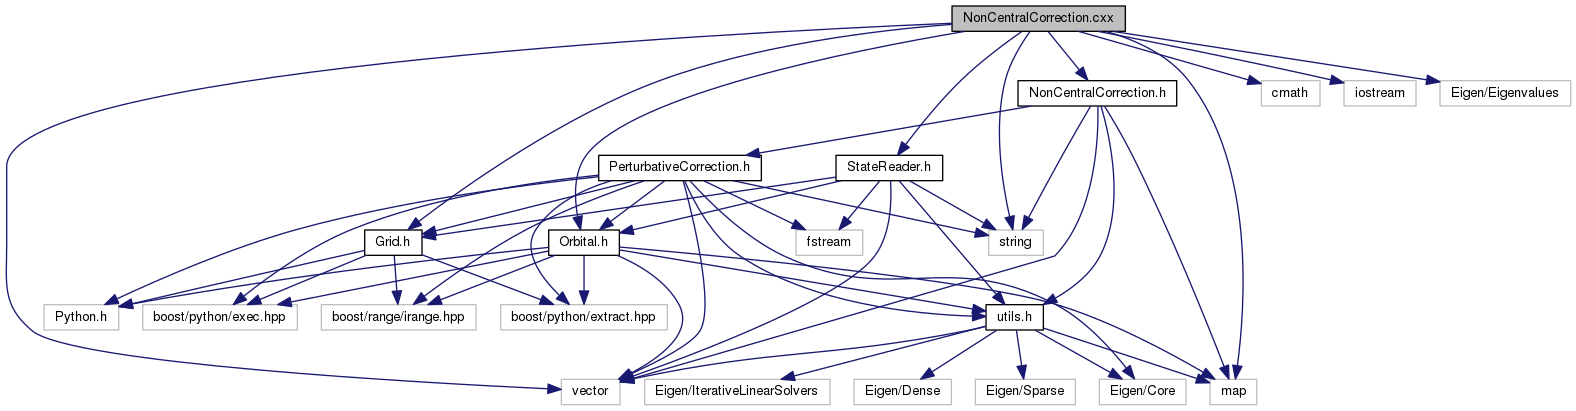 NonCentralCorrection.cxx
NonCentralCorrection.h
cmath
iostream
Eigen/Eigenvalues
PerturbativeCorrection.h
StateReader.h
Grid.h
Orbital.h
fstream
string
Python.h
boost/python/exec.hpp
boost/range/irange.hpp
boost/python/extract.hpp
utils.h
vector
Eigen/IterativeLinearSolvers
Eigen/Dense
Eigen/Sparse
Eigen/Core
map